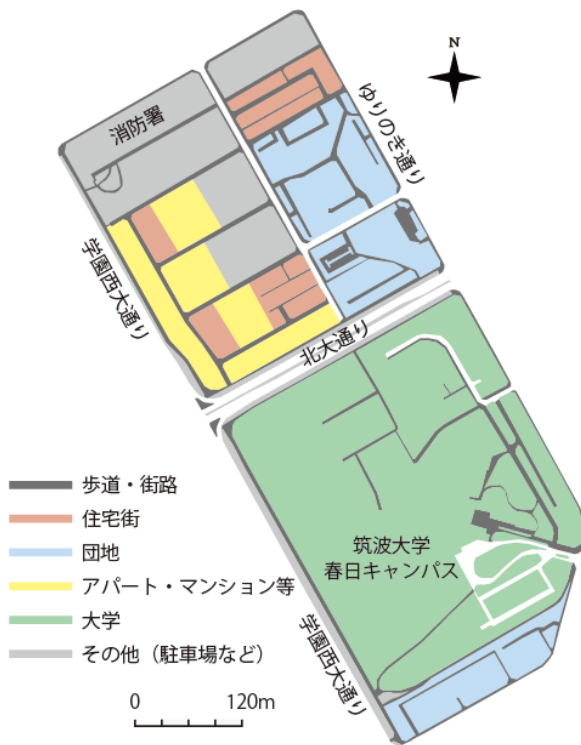 N
消防署
ゆりのき通り
学園西大通り
北大通り
歩道・街路
住宅街
団地
アパート・マンション等
大学
その他（駐車場など）
筑波大学
春日キャンパス
学園西大通り
0 120m